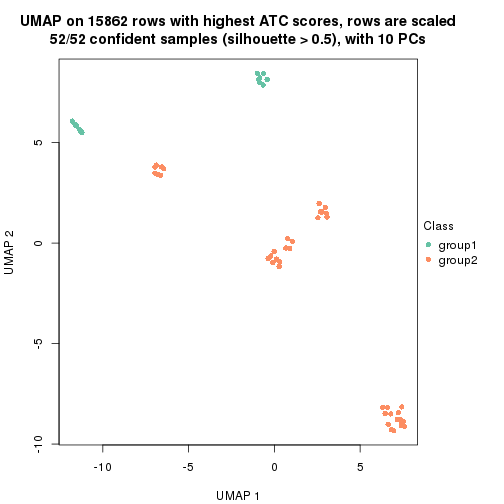 UMAP on 15862 rows with highest ATC scores, rows are scaled
52/52 confident samples (silhouette > 0.5), with 10 PCs
5
0
-5
-10
UMAP 2
-10
-5
0
5
UMAP 1
Class
group1
group2